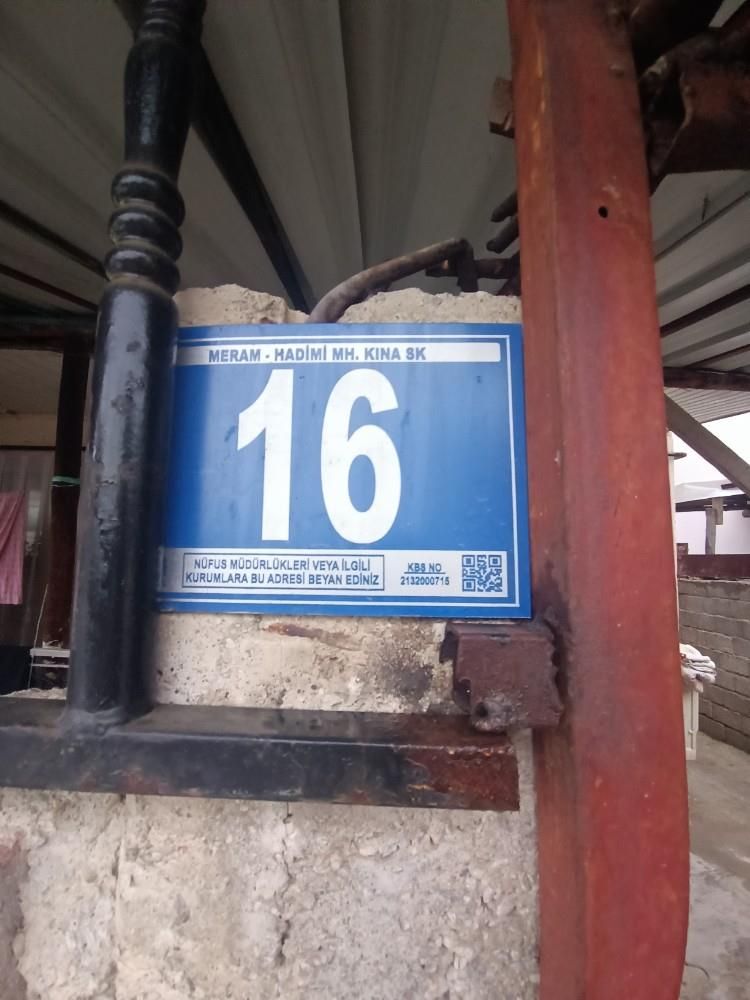 MERAM - HADİMİ MH. KINA SK
16
NÜFUS MÜDÜRLÜKLERİ VEYA İLGİLİ
KURUMLARA BU ADRESİ BEYAN EDİNİZ
KBS NO
2132000715